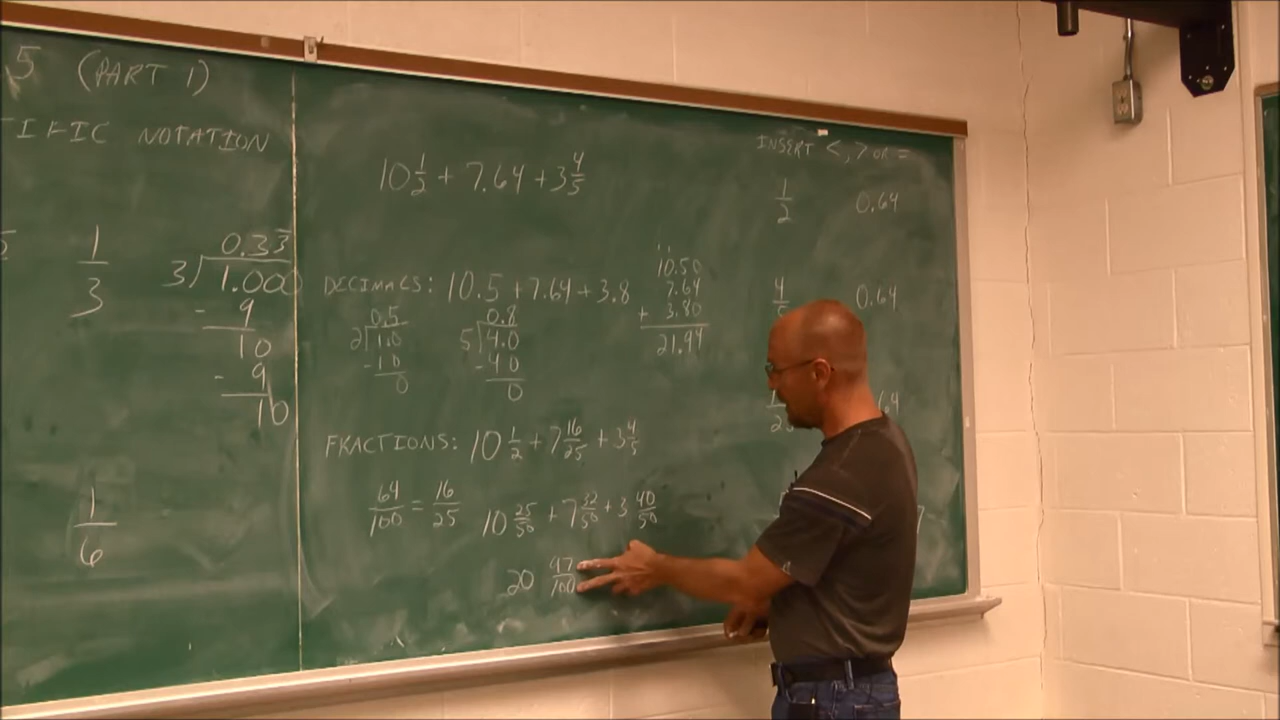 5 (PART 1)
TIFIC NOTATION
1/3
0.33̅
3 1.000
- 9
10
- 9
10
1/6
10 1/2 + 7.64 + 3 4/5
DECIMALS: 10.5 + 7.64 + 3.8
0.5
2 1.0
- 1 0
0
0.8
5 4.0
- 4 0
0
10.50
7.64
+ 3.80
21.94
FRACTIONS: 10 1/2 + 7 16/25 + 3 4/5
64/100 = 16/25
10 25/50 + 7 32/50 + 3 40/50
20 97/100
INSERT <, > OR =
1/2 0.64
4/5 0.64